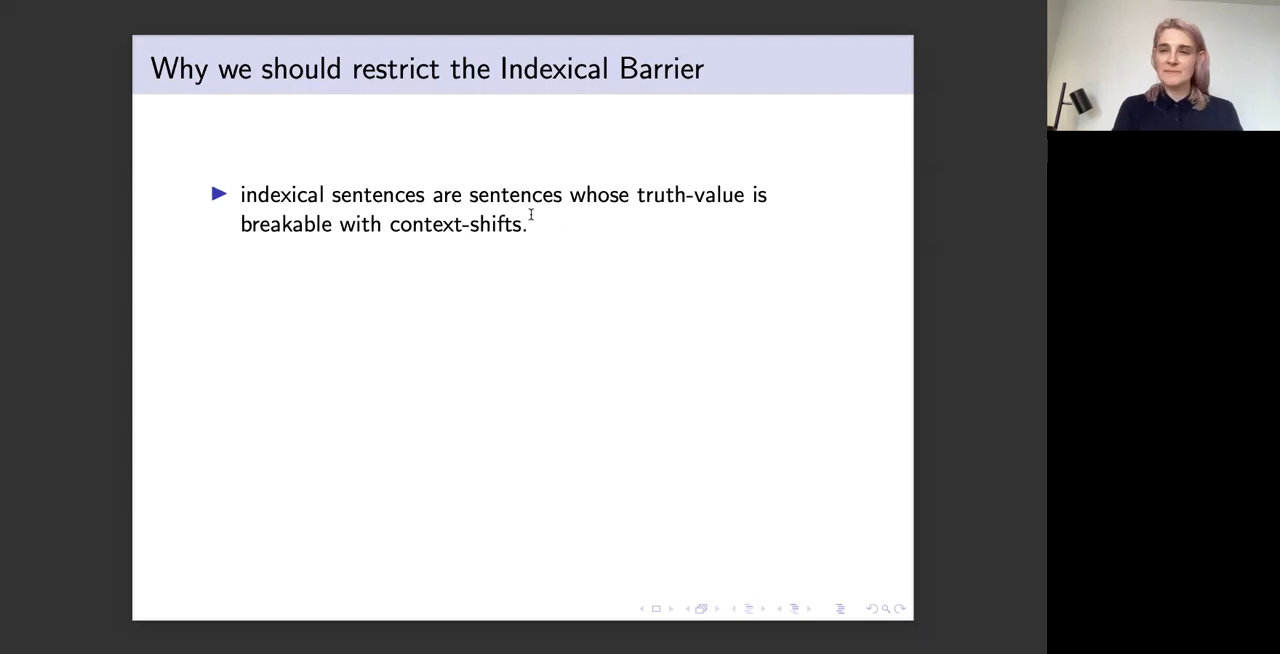 Why we should restrict the Indexical Barrier
indexical sentences are sentences whose truth-value is
breakable with context-shifts.